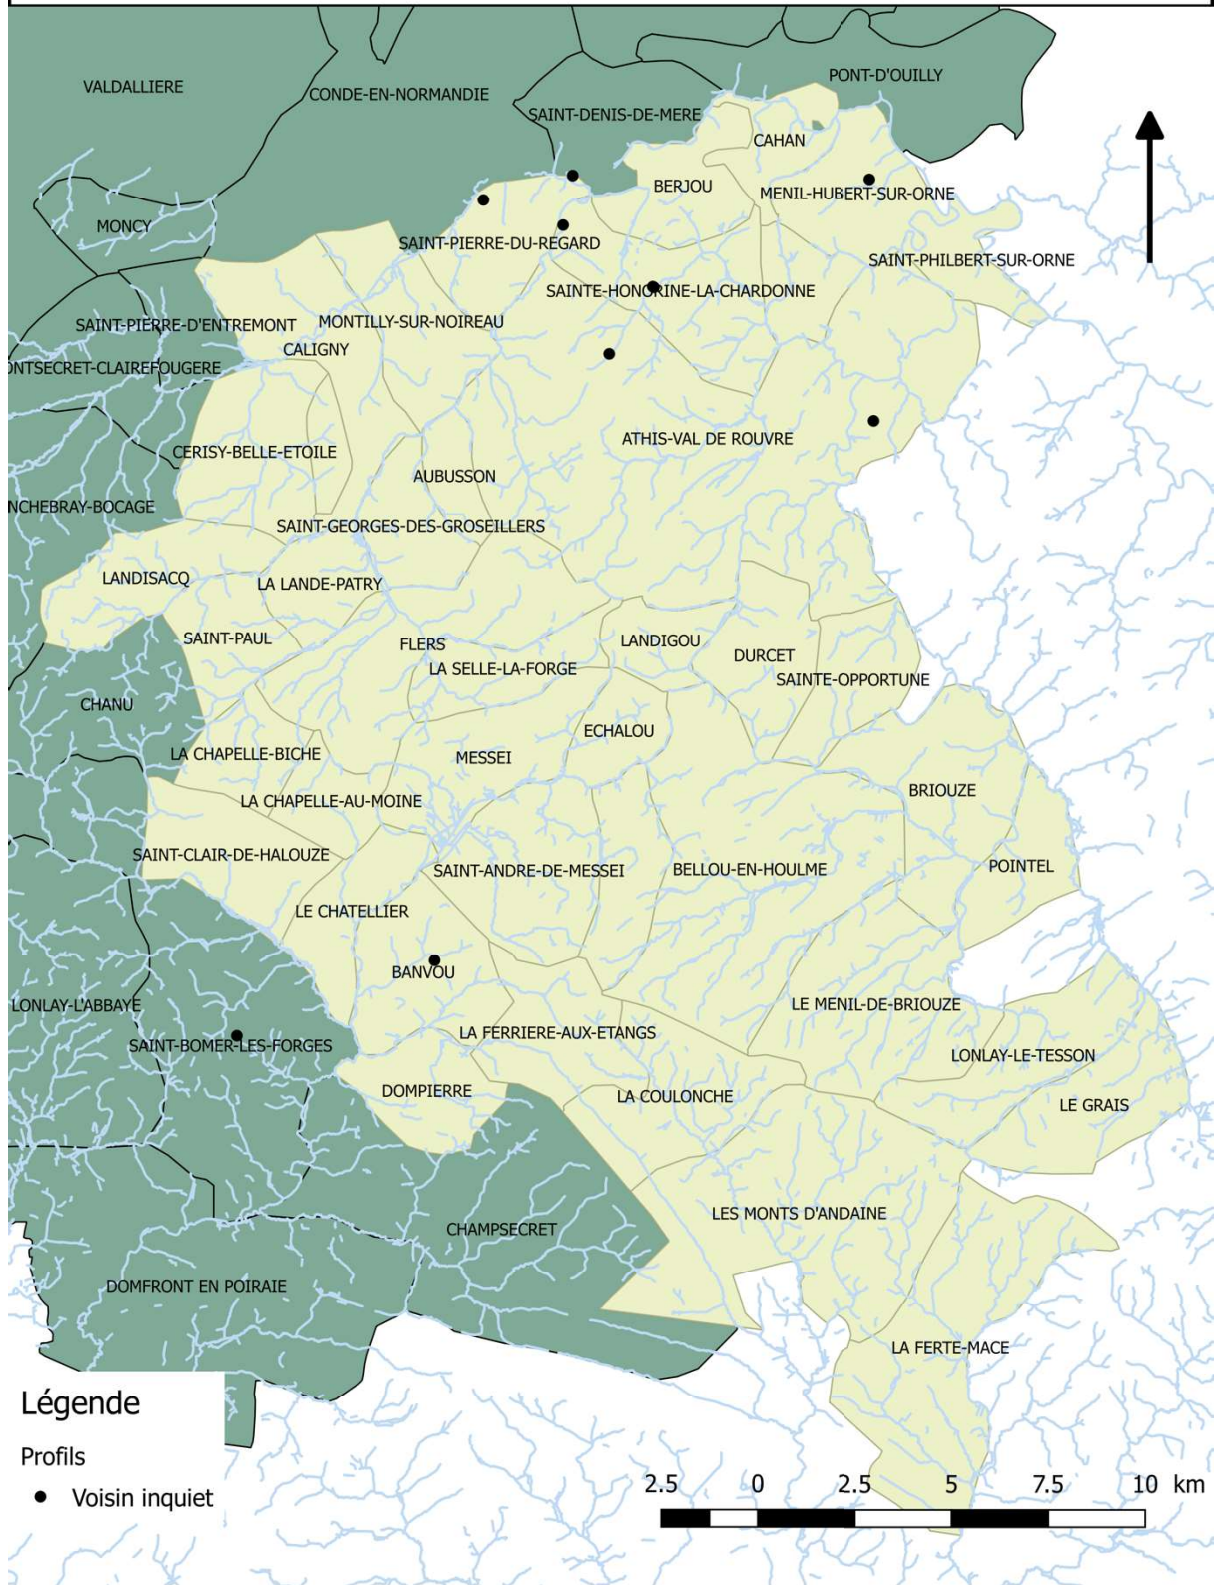 VALDALLIERE
CONDE-EN-NORMANDIE
PONT-D'OUILLY
SAINT-DENIS-DE-MERE
CAHAN
BERJOU
MENIL-HUBERT-SUR-ORNE
MONCY
SAINT-PIERRE-DU-REGARD
SAINT-PHILBERT-SUR-ORNE
SAINTE-HONORINE-LA-CHARDONNE
SAINT-PIERRE-D'ENTREMONT
MONTILLY-SUR-NOIREAU
CALIGNY
ONTSECRET-CLAIREFOUGERE
ATHIS-VAL DE ROUVRE
CERISY-BELLE-ETOILE
AUBUSSON
NCHEBRAY-BOCAGE
SAINT-GEORGES-DES-GROSEILLERS
LANDISACQ
LA LANDE-PATRY
SAINT-PAUL
FLERS
LANDIGOU
DURCET
LA SELLE-LA-FORGE
SAINTE-OPPORTUNE
CHANU
ECHALOU
LA CHAPELLE-BICHE
MESSEI
BRIOUZE
LA CHAPELLE-AU-MOINE
SAINT-CLAIR-DE-HALOUZE
SAINT-ANDRE-DE-MESSEI
BELLOU-EN-HOULME
POINTEL
LE CHATELLIER
BANVOU
LONLAY-L'ABBAYE
LE MENIL-DE-BRIOUZE
LA FERRIERE-AUX-ETANGS
SAINT-BOMER-LES-FORGES
LONLAY-LE-TESSON
DOMPIERRE
LA COULONCHE
LE GRAIS
LES MONTS D'ANDAINE
CHAMPSECRET
DOMFRONT EN POIRAIE
LA FERTE-MACE
Légende
Profils
Voisin inquiet
2.5 0 2.5 5 7.5 10 km